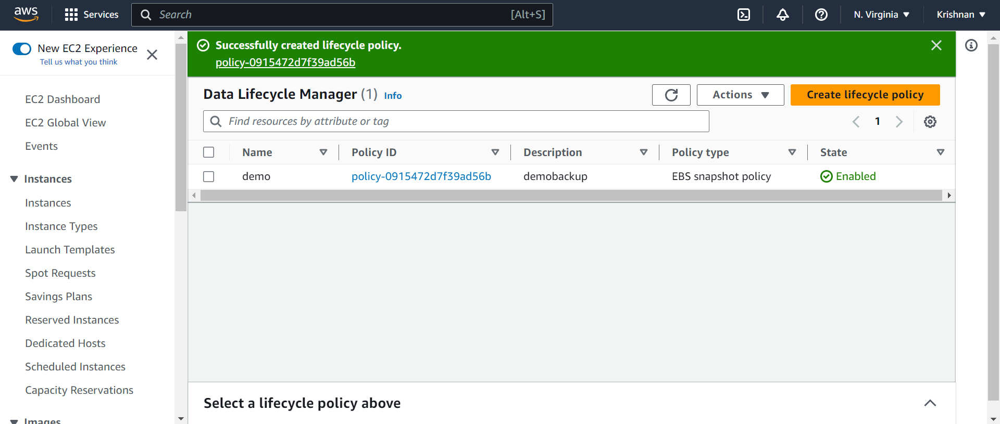 aws
Services
Search [Alt+S]
N. Virginia
Krishnan
New EC2 Experience
Tell us what you think
EC2 Dashboard
EC2 Global View
Events
Instances
Instances
Instance Types
Launch Templates
Spot Requests
Savings Plans
Reserved Instances
Dedicated Hosts
Scheduled Instances
Capacity Reservations
Images
Successfully created lifecycle policy.
policy-0915472d7f39ad56b
Data Lifecycle Manager (1) Info
Actions
Create lifecycle policy
Find resources by attribute or tag
1
Name Policy ID Description Policy type State
demo policy-0915472d7f39ad56b demobackup EBS snapshot policy Enabled
Select a lifecycle policy above